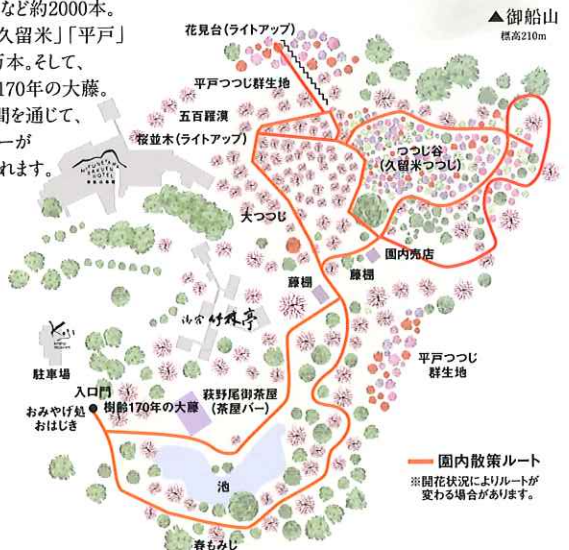 など約2000本。
久留米」「平戸」
万本。そして、
170年の大藤。
間を通じて、
ーが
れます。
▲御船山
標高210m
花見台(ライトアップ)
平戸つつじ群生地
五百羅漢
桜並木(ライトアップ)
つつじ谷
(久留米つつじ)
大つつじ
園内売店
藤棚
藤棚
御宿 竹林亭
平戸つつじ
群生地
駐車場
入口門
樹齢170年の大藤
おみやげ処
おはじき
萩野尾御茶屋
(茶屋バー)
池
春もみじ
園内散策ルート
※開花状況によりルートが
変わる場合があります。